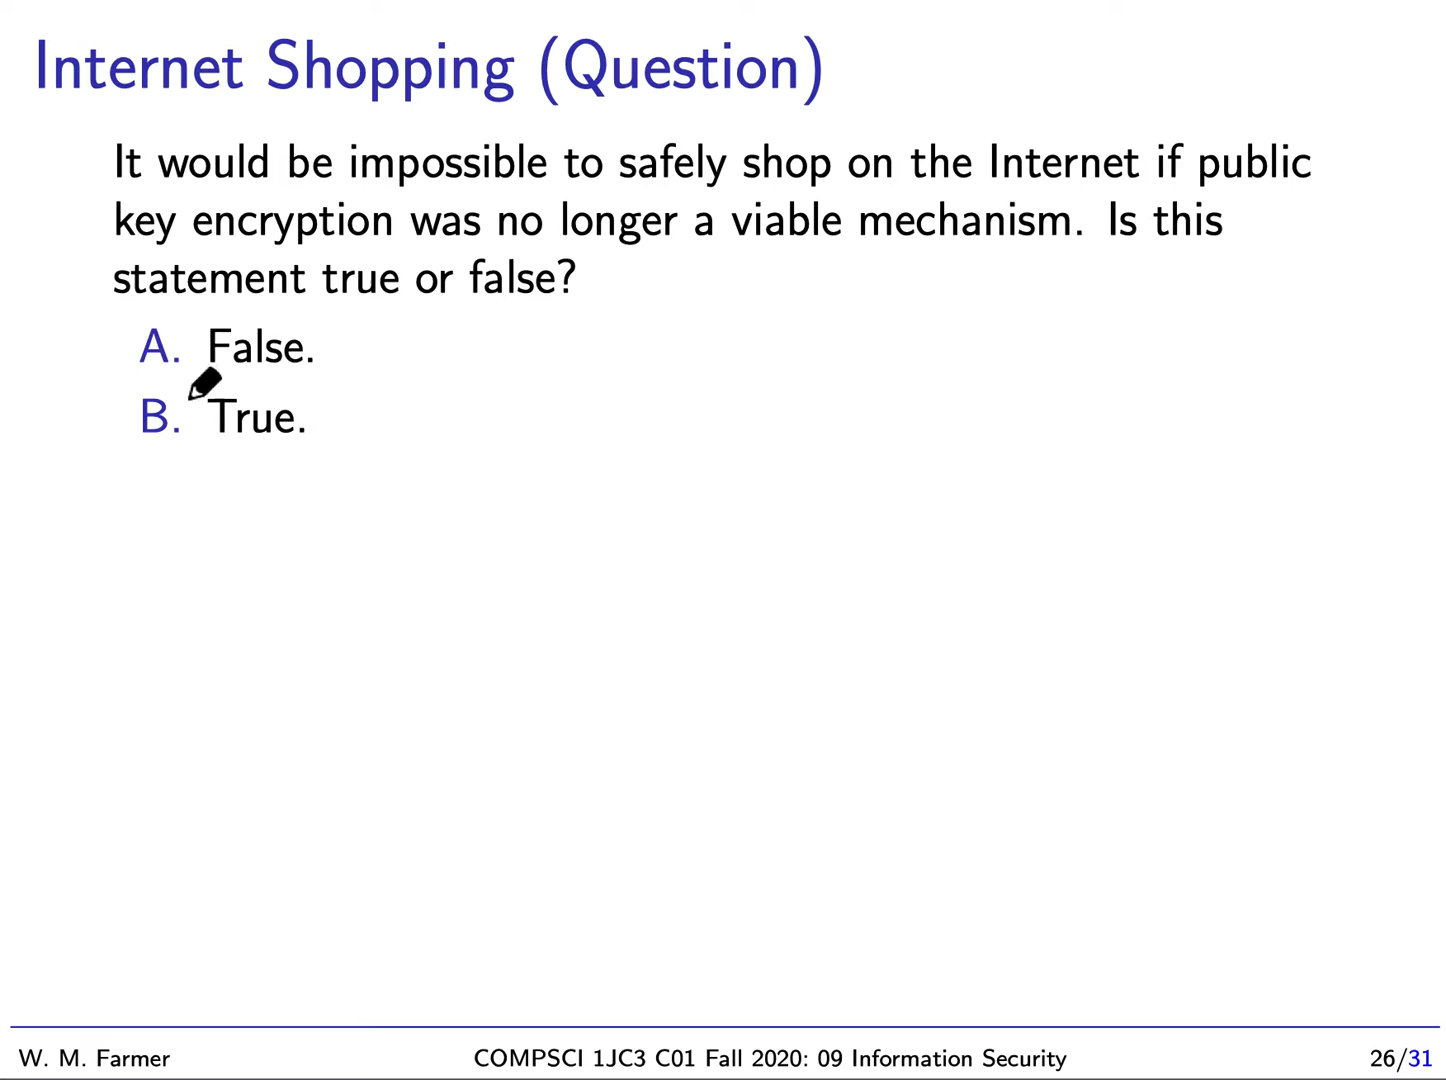 Internet Shopping (Question)
It would be impossible to safely shop on the Internet if public
key encryption was no longer a viable mechanism. Is this
statement true or false?
A. False.
B. True.
W. M. Farmer COMPSCI 1JC3 C01 Fall 2020: 09 Information Security 26/31